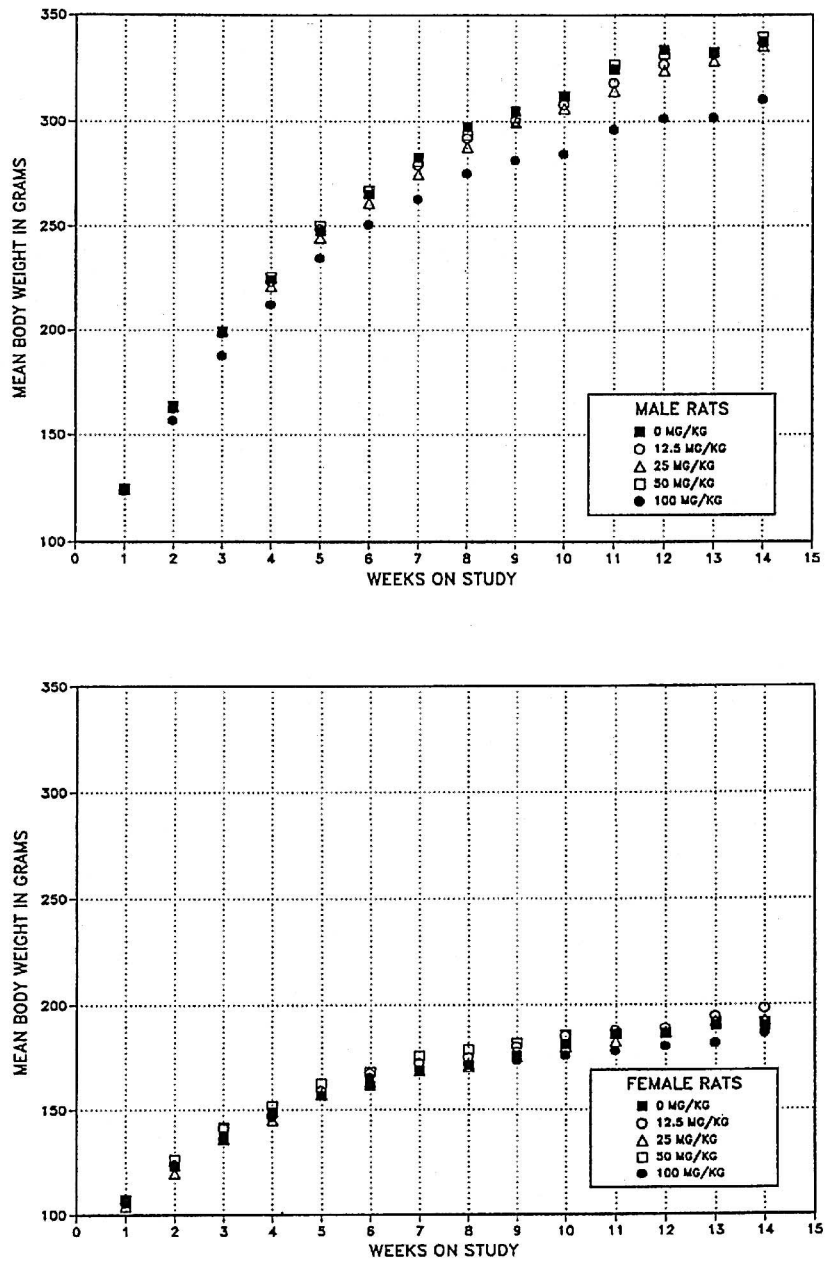 350
300
250
200
150
100
MEAN BODY WEIGHT IN GRAMS
0 1 2 3 4 5 6 7 8 9 10 11 12 13 14 15
WEEKS ON STUDY
MALE RATS
0 MG/KG
12.5 MG/KG
25 MG/KG
50 MG/KG
100 MG/KG
350
300
250
200
150
100
MEAN BODY WEIGHT IN GRAMS
0 1 2 3 4 5 6 7 8 9 10 11 12 13 14 15
WEEKS ON STUDY
FEMALE RATS
0 MG/KG
12.5 MG/KG
25 MG/KG
50 MG/KG
100 MG/KG